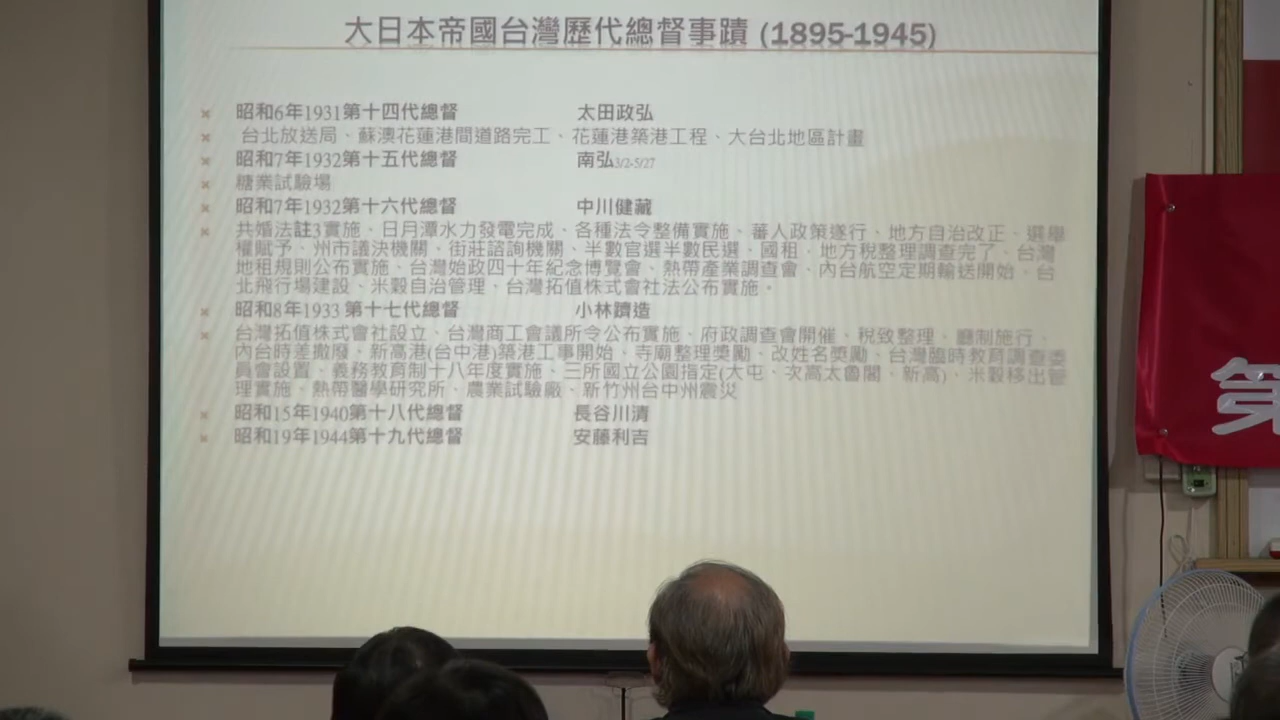 大日本帝國台灣歷代總督事蹟 (1895-1945)
昭和6年1931第十四代總督 太田政弘
台北放送局、蘇澳花蓮港間道路完工、花蓮港築港工程、大台北地區計畫
昭和7年1932第十五代總督 南弘3/2-5/27
糖業試驗場
昭和7年1932第十六代總督 中川健藏
共婚法註3實施、日月潭水力發電完成、各種法令整備實施、蕃人政策遂行、地方自治改正、選舉
權賦予、州市議決機關、街莊諮詢機關、半數官選半數民選、國租、地方稅整理調查完了、台灣
地租規則公布實施、台灣始政四十年紀念博覽會、熱帶產業調查會、內台航空定期輸送開始、台
北飛行場建設、米穀自治管理、台灣拓值株式會社法公布實施。
昭和8年1933 第十七代總督 小林躋造
台灣拓值株式會社設立、台灣商工會議所令公布實施、府政調查會開催、稅致整理、廳制施行、
內台時差撤廢、新高港(台中港)築港工事開始、寺廟整理獎勵、改姓名獎勵、台灣臨時教育調查委
員會設置、義務教育制十八年度實施、三所國立公園指定(大屯、次高太魯閣、新高)、米穀移出管
理實施、熱帶醫學研究所、農業試驗廠、新竹州台中州震災
昭和15年1940第十八代總督 長谷川清
昭和19年1944第十九代總督 安藤利吉
第